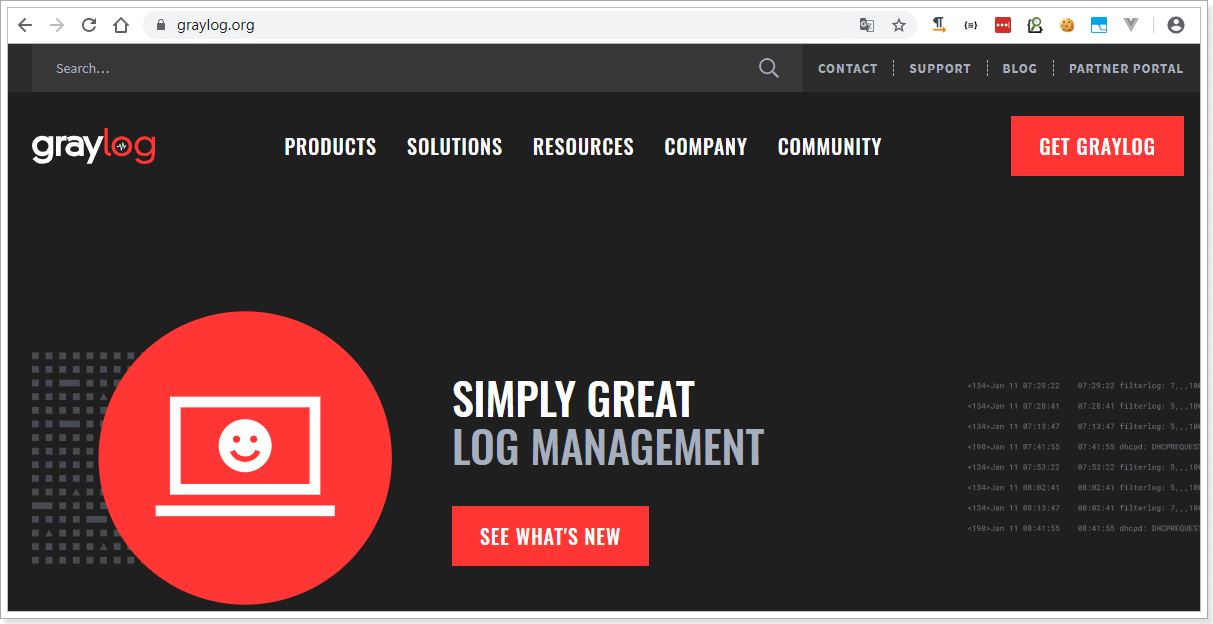 graylog.org
Search...
CONTACT
SUPPORT
BLOG
PARTNER PORTAL
graylog
PRODUCTS
SOLUTIONS
RESOURCES
COMPANY
COMMUNITY
GET GRAYLOG
SIMPLY GREAT
LOG MANAGEMENT
SEE WHAT'S NEW
<134>Jan 11 07:29:22 07:29:22 filterlog: 7,,,100
<134>Jan 11 07:28:41 07:28:41 filterlog: 5,,,100
<134>Jan 11 07:13:47 07:13:47 filterlog: 5,,,100
<190>Jan 11 07:41:55 07:41:55 dhcpd: DHCPREQUEST
<134>Jan 11 07:53:22 07:53:22 filterlog: 5,,,100
<134>Jan 11 08:02:41 08:02:41 filterlog: 5,,,100
<134>Jan 11 08:13:47 08:02:41 filterlog: 7,,,100
<190>Jan 11 08:41:55 08:41:55 dhcpd: DHCPREQUEST